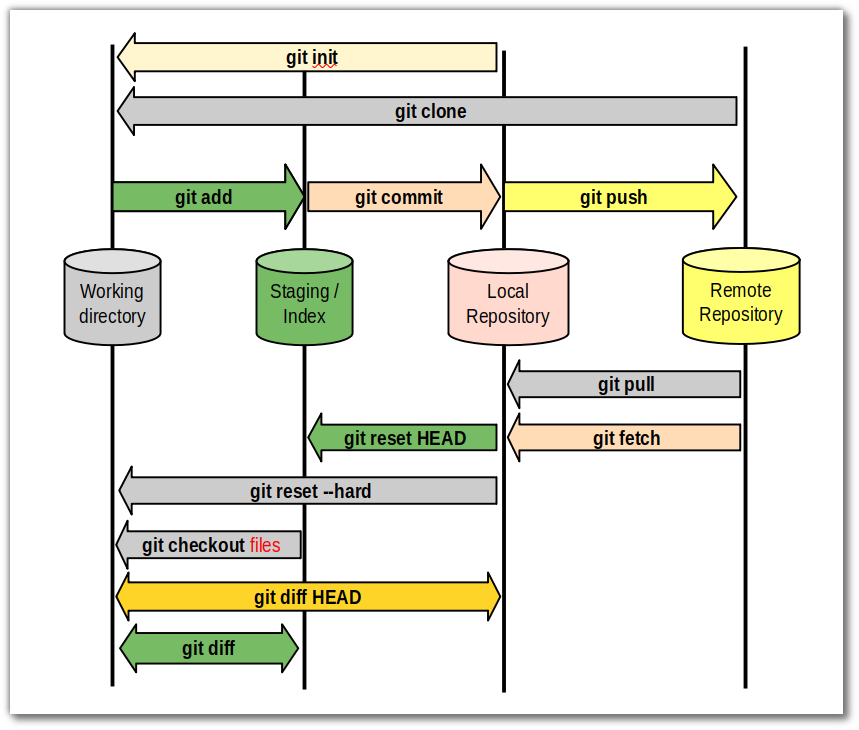 git init
git clone
git add
git commit
git push
Working
directory
Staging /
Index
Local
Repository
Remote
Repository
git pull
git reset HEAD
git fetch
git reset --hard
git checkout files
git diff HEAD
git diff